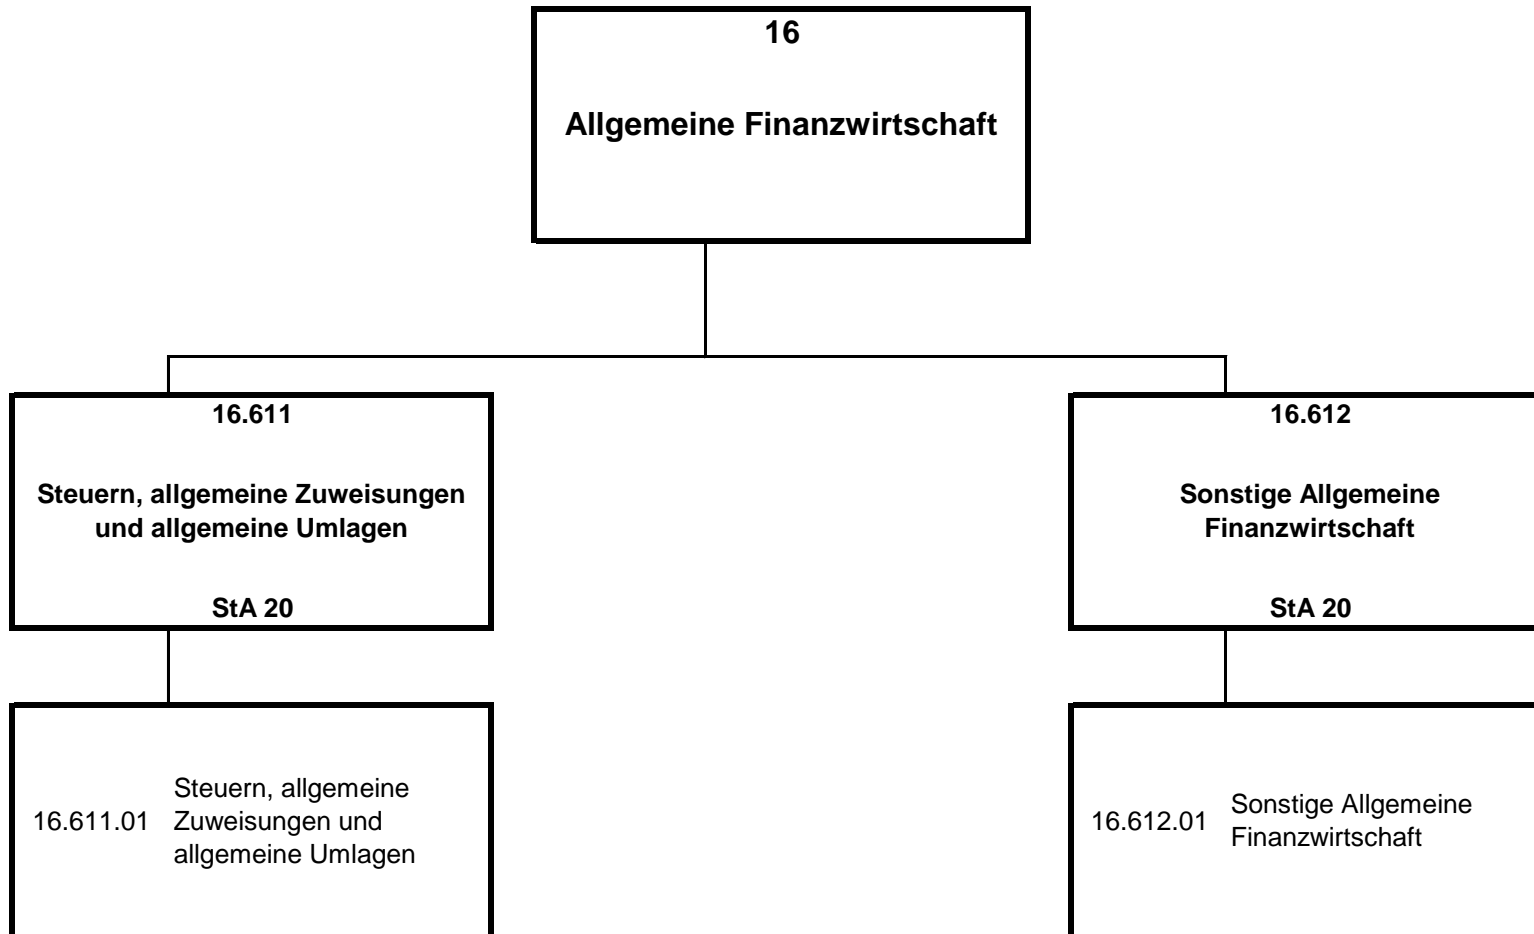 16
Allgemeine Finanzwirtschaft
16.611
Steuern, allgemeine Zuweisungen
und allgemeine Umlagen
StA 20
16.612
Sonstige Allgemeine
Finanzwirtschaft
StA 20
16.611.01
Steuern, allgemeine
Zuweisungen und
allgemeine Umlagen
16.612.01
Sonstige Allgemeine
Finanzwirtschaft